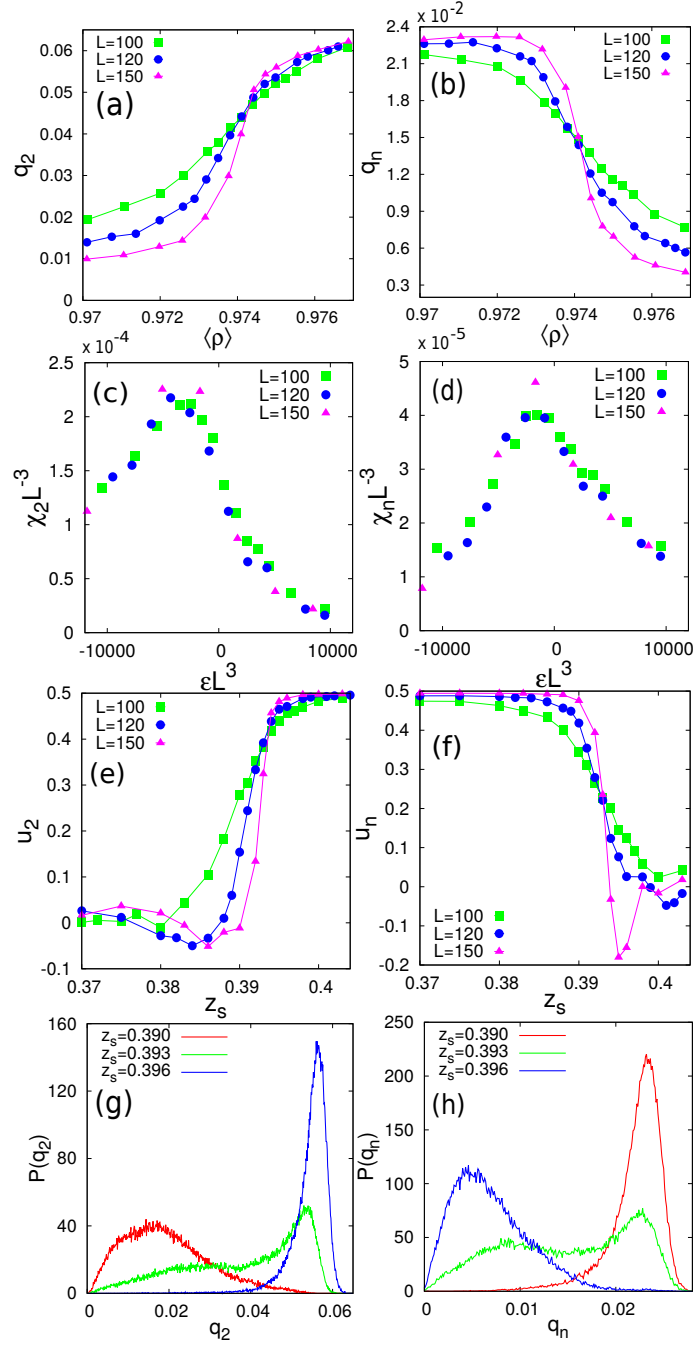 (a)
L=100
L=120
L=150
q2
0.06
0.05
0.04
0.03
0.02
0.01
0
0.97 0.972 0.974 0.976
⟨ρ⟩
x 10-2
(b)
L=100
L=120
L=150
qn
2.4
2.1
1.8
1.5
1.2
0.9
0.6
0.3
0.97 0.972 0.974 0.976
⟨ρ⟩
x 10-4
(c)
L=100
L=120
L=150
χ2L-3
2.5
2
1.5
1
0.5
0
-10000 0 10000
εL3
x 10-5
(d)
L=100
L=120
L=150
χnL-3
5
4
3
2
1
0
-10000 0 10000
εL3
L=100
L=120
L=150
(e)
u2
0.5
0.4
0.3
0.2
0.1
0
-0.1
0.37 0.38 0.39 0.4
zs
(f)
L=100
L=120
L=150
un
0.5
0.4
0.3
0.2
0.1
0
-0.1
-0.2
0.37 0.38 0.39 0.4
zs
zs=0.390
zs=0.393
zs=0.396
(g)
P(q2)
160
120
80
40
0
0 0.02 0.04 0.06
q2
zs=0.390
zs=0.393
zs=0.396
(h)
P(qn)
250
200
150
100
50
0
0 0.01 0.02
qn